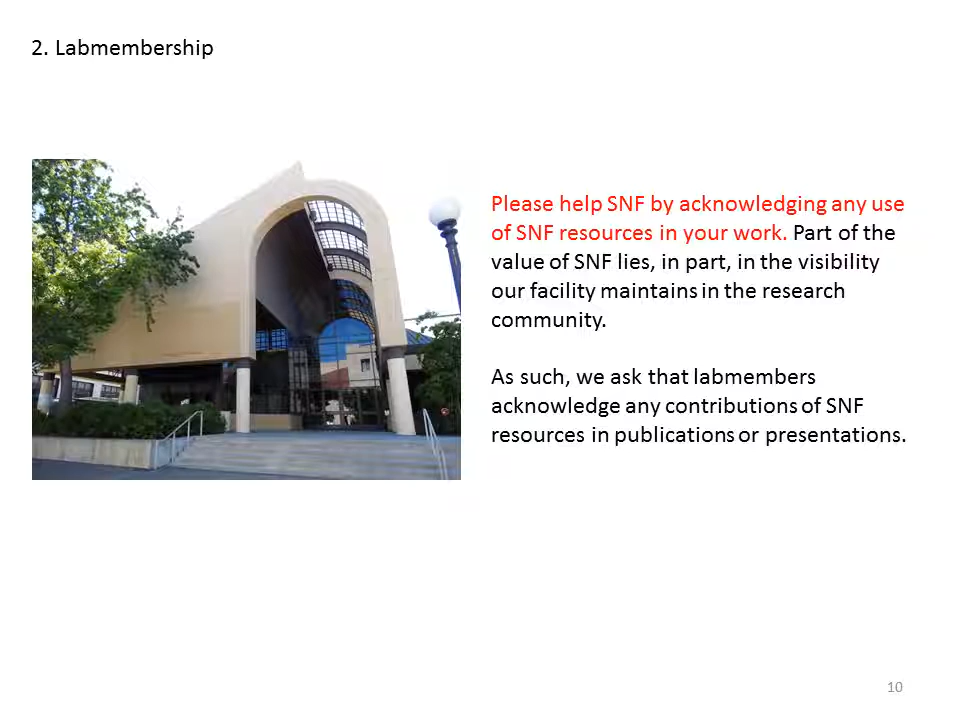 2. Labmembership
Please help SNF by acknowledging any use
of SNF resources in your work. Part of the
value of SNF lies, in part, in the visibility
our facility maintains in the research
community.
As such, we ask that labmembers
acknowledge any contributions of SNF
resources in publications or presentations.
10